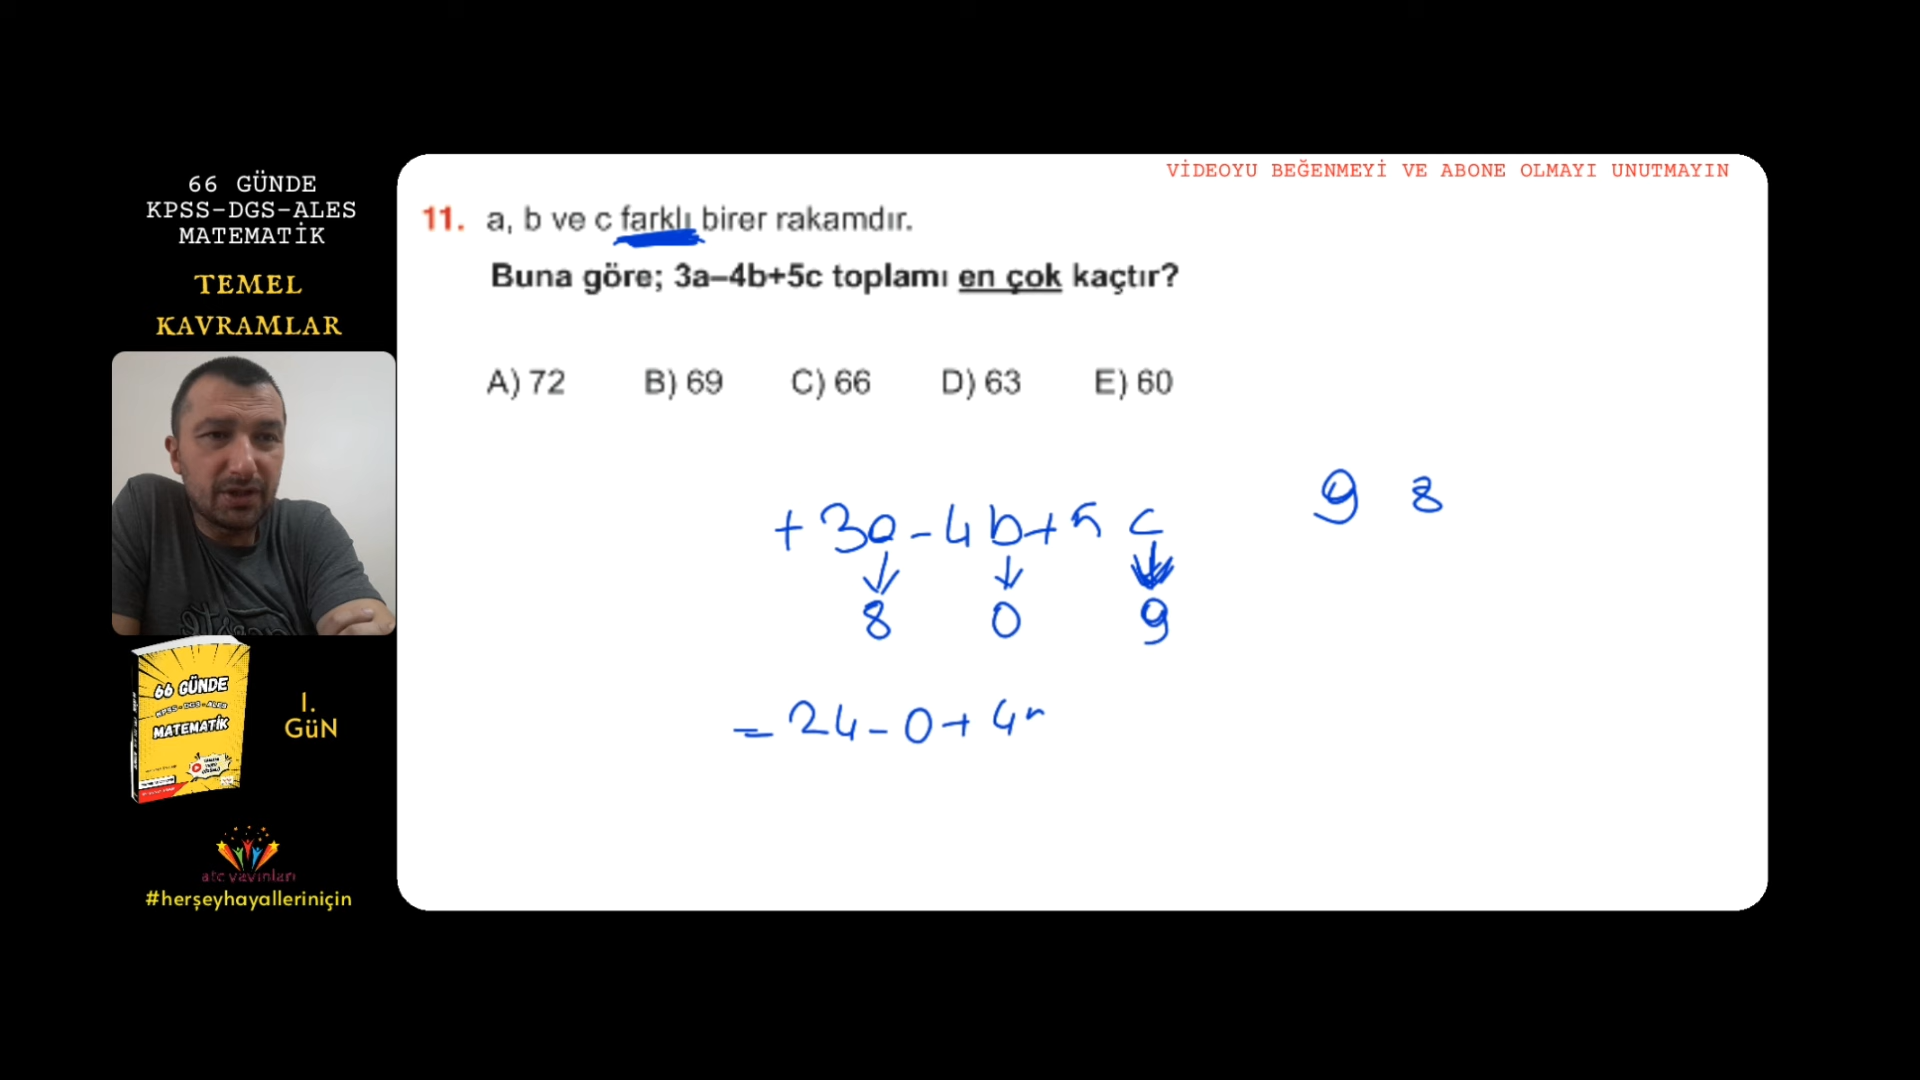 66 GÜNDE
KPSS-DGS-ALES
MATEMATİK
TEMEL
KAVRAMLAR
VİDEOYU BEĞENMEYİ VE ABONE OLMAYI UNUTMAYIN
11. a, b ve c farklı birer rakamdır.
Buna göre; 3a–4b+5c toplamı en çok kaçtır?
A) 72 B) 69 C) 66 D) 63 E) 60
9 8
+3a-4b+5c
8 0 9
=24-0+4
66 GÜNDE
KPSS-DGS-ALES
MATEMATİK
1.
GüN
atc yayınları
#herşeyhayalleriniçin